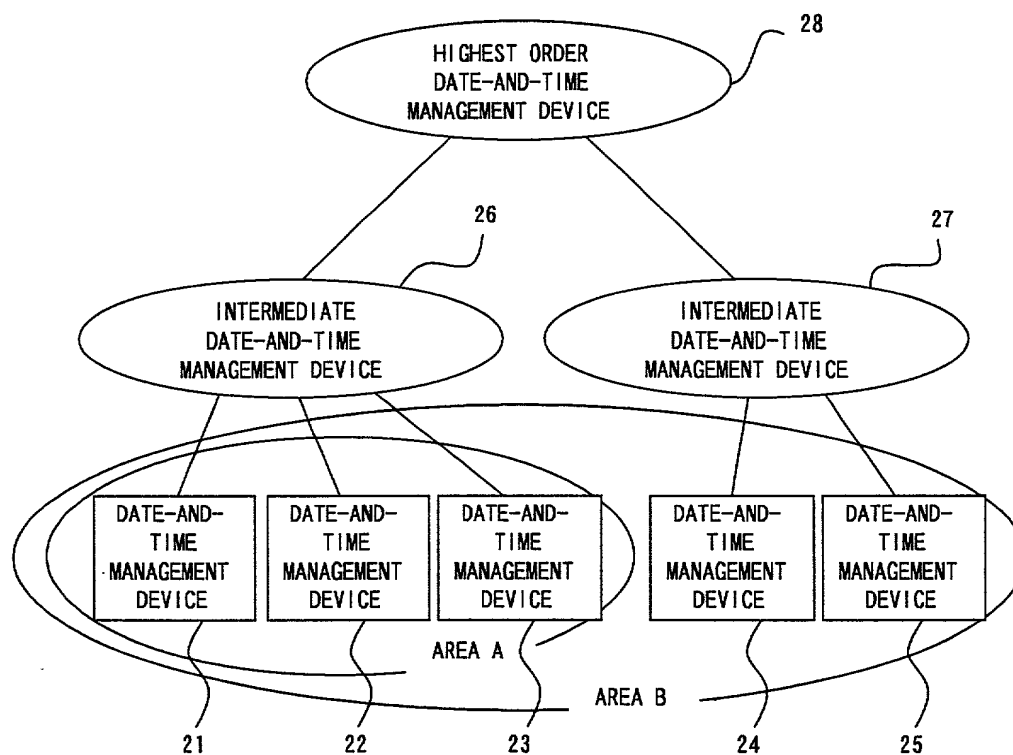 28
HIGHEST ORDER
DATE-AND-TIME
MANAGEMENT DEVICE
26
27
INTERMEDIATE
DATE-AND-TIME
MANAGEMENT DEVICE
INTERMEDIATE
DATE-AND-TIME
MANAGEMENT DEVICE
DATE-AND-
TIME
MANAGEMENT
DEVICE
DATE-AND-
TIME
MANAGEMENT
DEVICE
DATE-AND-
TIME
MANAGEMENT
DEVICE
DATE-AND-
TIME
MANAGEMENT
DEVICE
DATE-AND-
TIME
MANAGEMENT
DEVICE
AREA A
AREA B
21 22 23 24 25